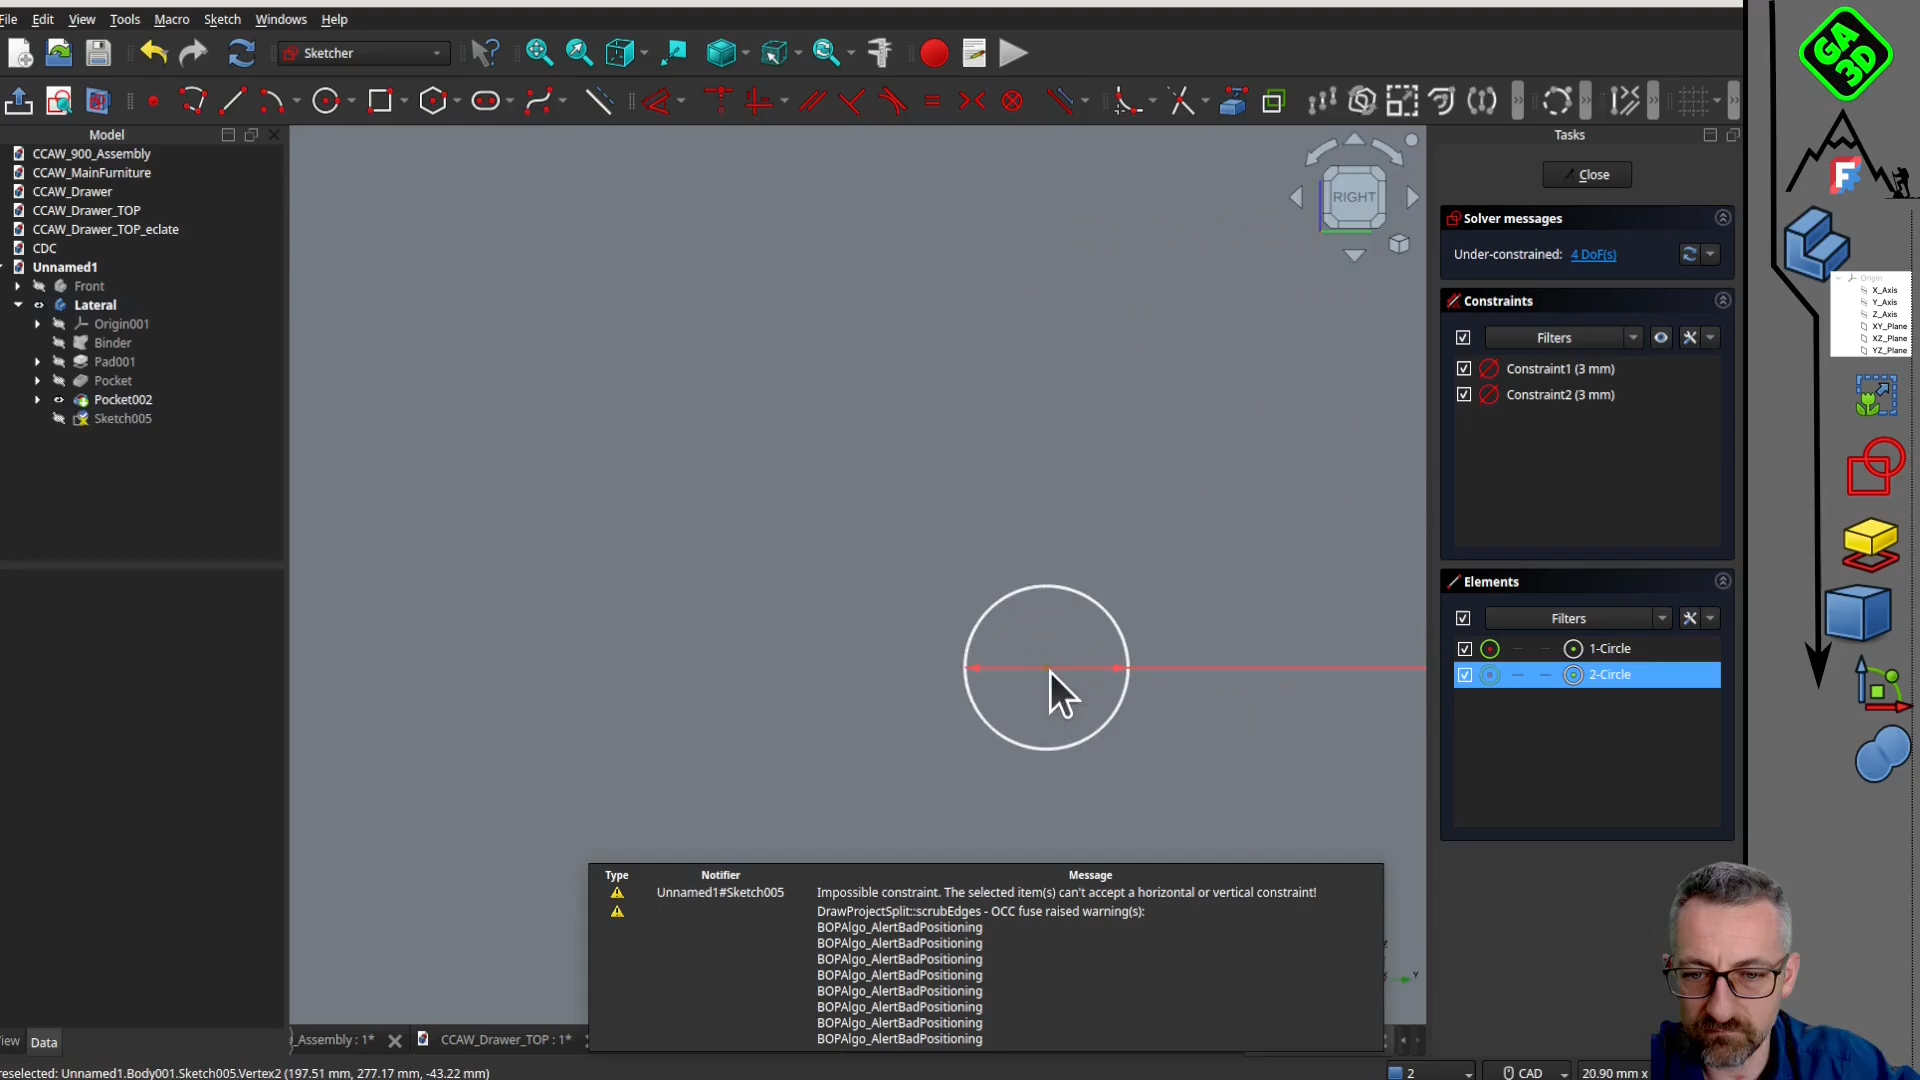 File Edit View Tools Macro Sketch Windows Help
Sketcher
Model
CCAW_900_Assembly
CCAW_MainFurniture
CCAW_Drawer
CCAW_Drawer_TOP
CCAW_Drawer_TOP_eclate
CDC
Unnamed1
Front
Lateral
Origin001
Binder
Pad001
Pocket
Pocket002
Sketch005
RIGHT
Tasks
Close
Solver messages
Under-constrained: 4 DoF(s)
Constraints
Filters
Constraint1 (3 mm)
Constraint2 (3 mm)
Elements
Filters
1-Circle
2-Circle
GA
3D
F
Origin
X_Axis
Y_Axis
Z_Axis
XY_Plane
XZ_Plane
YZ_Plane
Type Notifier Message
Unnamed1#Sketch005 Impossible constraint. The selected item(s) can't accept a horizontal or vertical constraint!
DrawProjectSplit::scrubEdges - OCC fuse raised warning(s):
BOPAlgo_AlertBadPositioning
BOPAlgo_AlertBadPositioning
BOPAlgo_AlertBadPositioning
BOPAlgo_AlertBadPositioning
BOPAlgo_AlertBadPositioning
BOPAlgo_AlertBadPositioning
BOPAlgo_AlertBadPositioning
BOPAlgo_AlertBadPositioning
Y
iew Data
_Assembly : 1* CCAW_Drawer_TOP : 1*
reselected: Unnamed1.Body001.Sketch005.Vertex2 (197.51 mm, 277.17 mm, -43.22 mm)
2 CAD 20.90 mm x